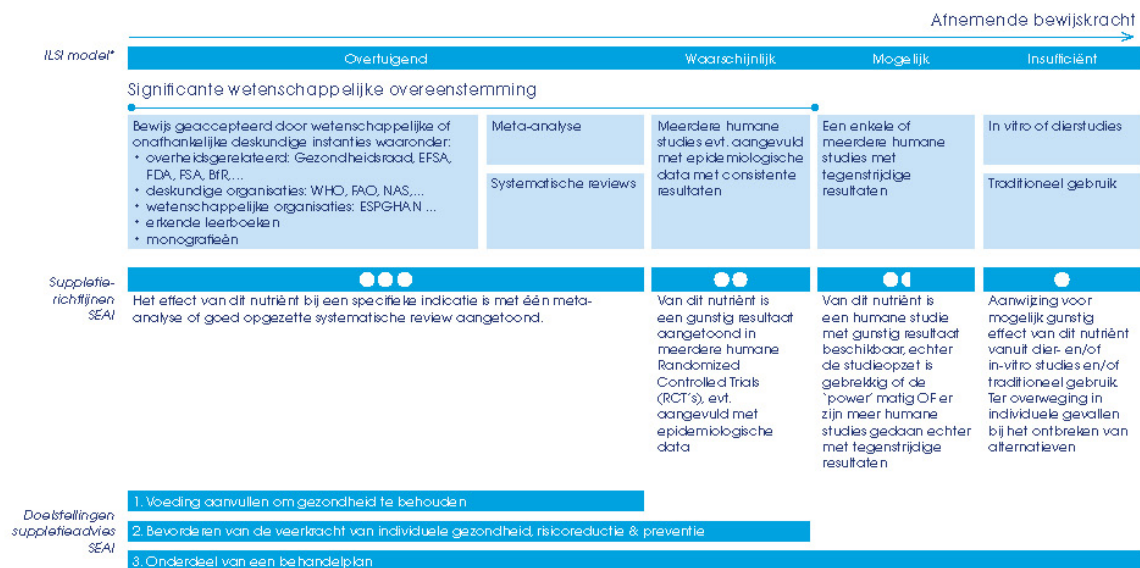 Afnemende bewijskracht
ILSI model*
Overtuigend
Waarschijnlijk
Mogelijk
Insufficiënt
Significante wetenschappelijke overeenstemming
Bewijs geaccepteerd door wetenschappelijke of
onafhankelijke deskundige instanties waaronder:
• overheidsgerelateerd: Gezondheidsraad, EFSA,
FDA, FSA, BfR,...
• deskundige organisaties: WHO, FAO, NAS,...
• wetenschappelijke organisaties: ESPGHAN ...
• erkende leerboeken
• monografieën
Meta-analyse
Systematische reviews
Meerdere humane
studies evt. aangevuld
met epidemiologische
data met consistente
resultaten
Een enkele of
meerdere humane
studies met
tegenstrijdige
resultaten
In vitro of dierstudies
Traditioneel gebruik
Suppletie-
richtlijnen
SEAI
Het effect van dit nutriënt bij een specifieke indicatie is met één meta-
analyse of goed opgezette systematische review aangetoond.
Van dit nutriënt is
een gunstig resultaat
aangetoond in
meerdere humane
Randomized
Controlled Trials
(RCT's), evt.
aangevuld met
epidemiologische
data
Van dit nutriënt is
een humane studie
met gunstig resultaat
beschikbaar, echter
de studieopzet is
gebrekkig of de
'power' matig OF er
zijn meer humane
studies gedaan echter
met tegenstrijdige
resultaten
Aanwijzing voor
mogelijk gunstig
effect van dit nutriënt
vanuit dier- en/of
in-vitro studies en/of
traditioneel gebruik.
Ter overweging in
individuele gevallen
bij het ontbreken van
alternatieven
Doelstellingen
suppletieadvies
SEAI
1. Voeding aanvullen om gezondheid te behouden
2. Bevorderen van de veerkracht van individuele gezondheid, risicoreductie & preventie
3. Onderdeel van een behandelplan